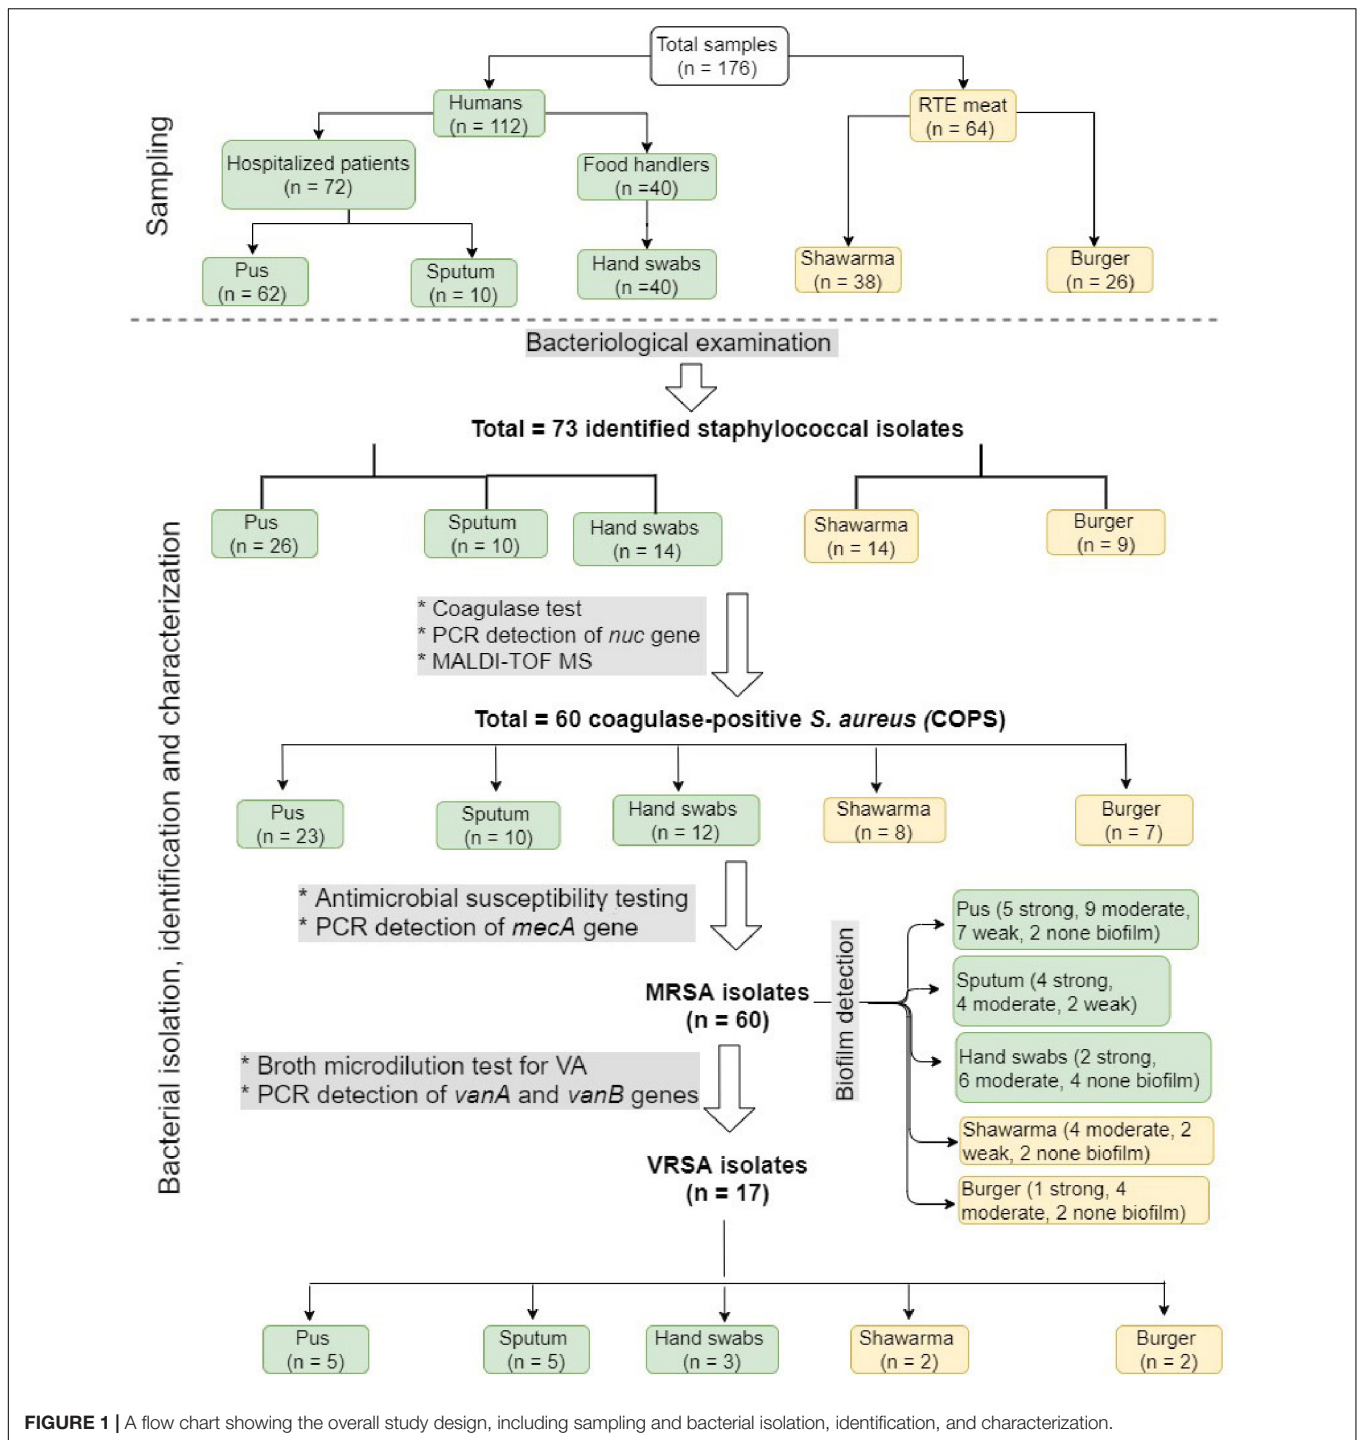 Total samples
(n = 176)
Humans
(n = 112)
RTE meat
(n = 64)
Sampling
Hospitalized patients
(n = 72)
Food handlers
(n =40)
Pus
(n = 62)
Sputum
(n = 10)
Hand swabs
(n =40)
Shawarma
(n = 38)
Burger
(n = 26)
Bacteriological examination
Total = 73 identified staphylococcal isolates
Bacterial isolation, identification and characterization
Pus
(n = 26)
Sputum
(n = 10)
Hand swabs
(n = 14)
Shawarma
(n = 14)
Burger
(n = 9)
* Coagulase test
* PCR detection of nuc gene
* MALDI-TOF MS
Total = 60 coagulase-positive S. aureus (COPS)
Pus
(n = 23)
Sputum
(n = 10)
Hand swabs
(n = 12)
Shawarma
(n = 8)
Burger
(n = 7)
* Antimicrobial susceptibility testing
* PCR detection of mecA gene
MRSA isolates
(n = 60)
Biofilm detection
Pus (5 strong, 9 moderate,
7 weak, 2 none biofilm)
Sputum (4 strong,
4 moderate, 2 weak)
Hand swabs (2 strong,
6 moderate, 4 none biofilm)
Shawarma (4 moderate, 2
weak, 2 none biofilm)
Burger (1 strong, 4
moderate, 2 none biofilm)
* Broth microdilution test for VA
* PCR detection of vanA and vanB genes
VRSA isolates
(n = 17)
Pus
(n = 5)
Sputum
(n = 5)
Hand swabs
(n = 3)
Shawarma
(n = 2)
Burger
(n = 2)
FIGURE 1 | A flow chart showing the overall study design, including sampling and bacterial isolation, identification, and characterization.